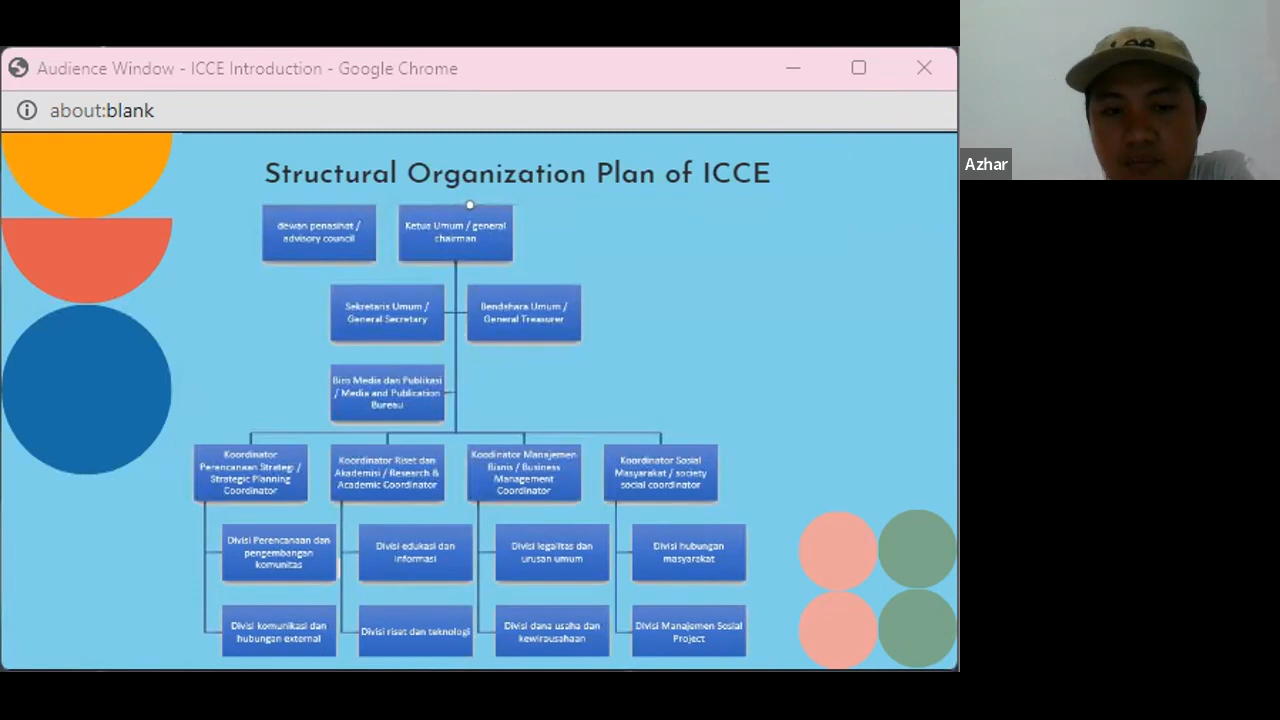 Audience Window - ICCE Introduction - Google Chrome
about:blank
Azhar
Structural Organization Plan of ICCE
dewan penasihat /
advisory council
Ketua Umum / general
chairman
Sekretaris Umum /
General Secretary
Bendahara Umum /
General Treasurer
Biro Media dan Publikasi
/ Media and Publication
Bureau
Koordinator
Perencanaan Strategi /
Strategic Planning
Coordinator
Koordinator Riset dan
Akademisi / Research &
Academic Coordinator
Koodinator Manajemen
Bisnis / Business
Management
Coordinator
Koordinator Sosial
Masyarakat / society
social coordinator
Divisi Perencanaan dan
pengembangan
komunitas
Divisi edukasi dan
informasi
Divisi legalitas dan
urusan umum
Divisi hubungan
masyarakat
Divisi komunikasi dan
hubungan external
Divisi riset dan teknologi
Divisi dana usaha dan
kewirausahaan
Divisi Manajemen Sosial
Project